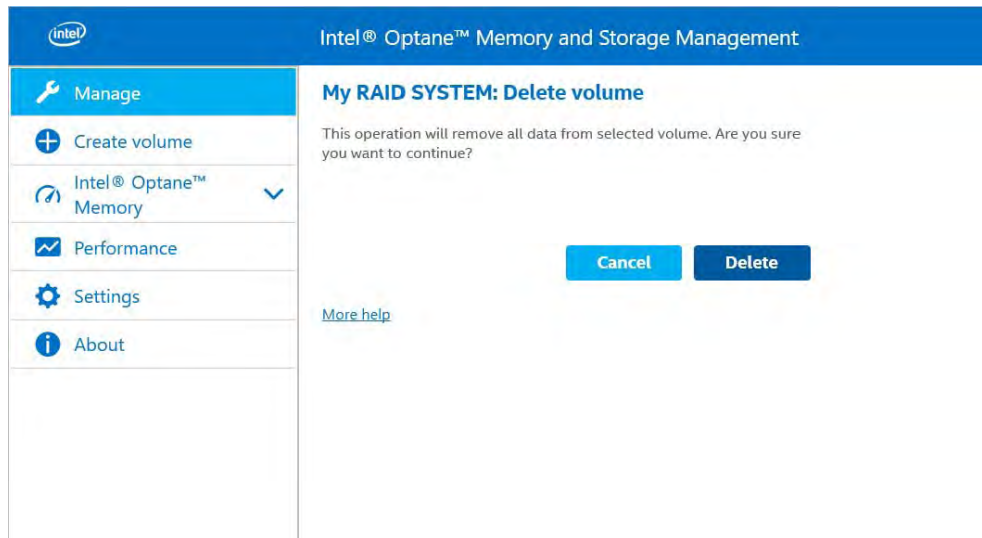 intel
Intel® Optane™ Memory and Storage Management
Manage
Create volume
Intel® Optane™
Memory
Performance
Settings
About
My RAID SYSTEM: Delete volume
This operation will remove all data from selected volume. Are you sure
you want to continue?
Cancel Delete
More help